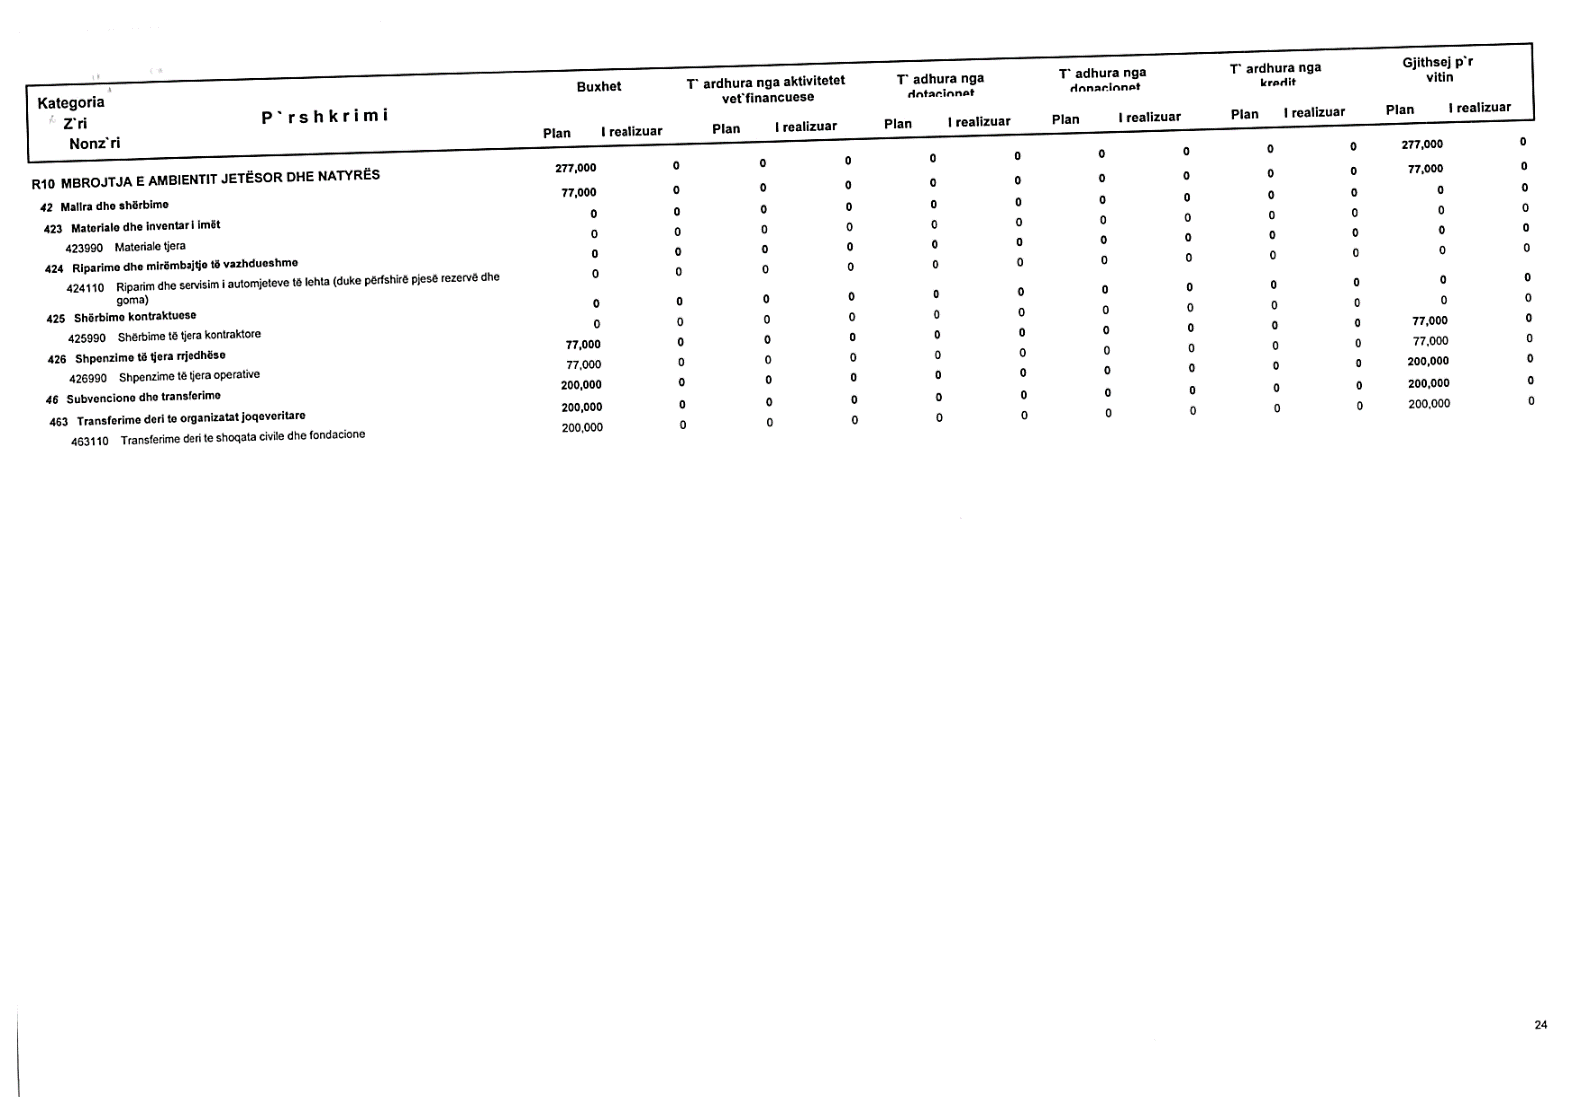 Buxhet T` ardhura nga aktivitetet T` adhura nga T` adhura nga T` ardhura nga Gjithsej p`r
vet`financuese dotacionet donacionet kredit vitin
Kategoria
Z`ri P`rshkrimi
Nonz`ri
Plan I realizuar Plan I realizuar Plan I realizuar Plan I realizuar Plan I realizuar Plan I realizuar
R10 MBROJTJA E AMBIENTIT JETËSOR DHE NATYRËS 277,000 0 0 0 0 0 0 0 0 0 277,000 0
42 Mallra dhe shërbime 77,000 0 0 0 0 0 0 0 0 0 77,000 0
423 Materiale dhe inventar i imët 0 0 0 0 0 0 0 0 0 0 0 0
423990 Materiale tjera 0 0 0 0 0 0 0 0 0 0 0 0
424 Riparime dhe mirëmbajtje të vazhdueshme 0 0 0 0 0 0 0 0 0 0 0 0
424110 Riparim dhe servisim i automjeteve të lehta (duke përfshirë pjesë rezervë dhe 0 0 0 0 0 0 0 0 0 0 0 0
goma)
425 Shërbime kontraktuese 0 0 0 0 0 0 0 0 0 0 0 0
425990 Shërbime të tjera kontraktore 0 0 0 0 0 0 0 0 0 0 0 0
426 Shpenzime të tjera rrjedhëse 77,000 0 0 0 0 0 0 0 0 0 77,000 0
426990 Shpenzime të tjera operative 77,000 0 0 0 0 0 0 0 0 0 77,000 0
46 Subvencione dhe transferime 200,000 0 0 0 0 0 0 0 0 0 200,000 0
463 Transferime deri te organizatat joqeveritare 200,000 0 0 0 0 0 0 0 0 0 200,000 0
463110 Transferime deri te shoqata civile dhe fondacione 200,000 0 0 0 0 0 0 0 0 0 200,000 0
24